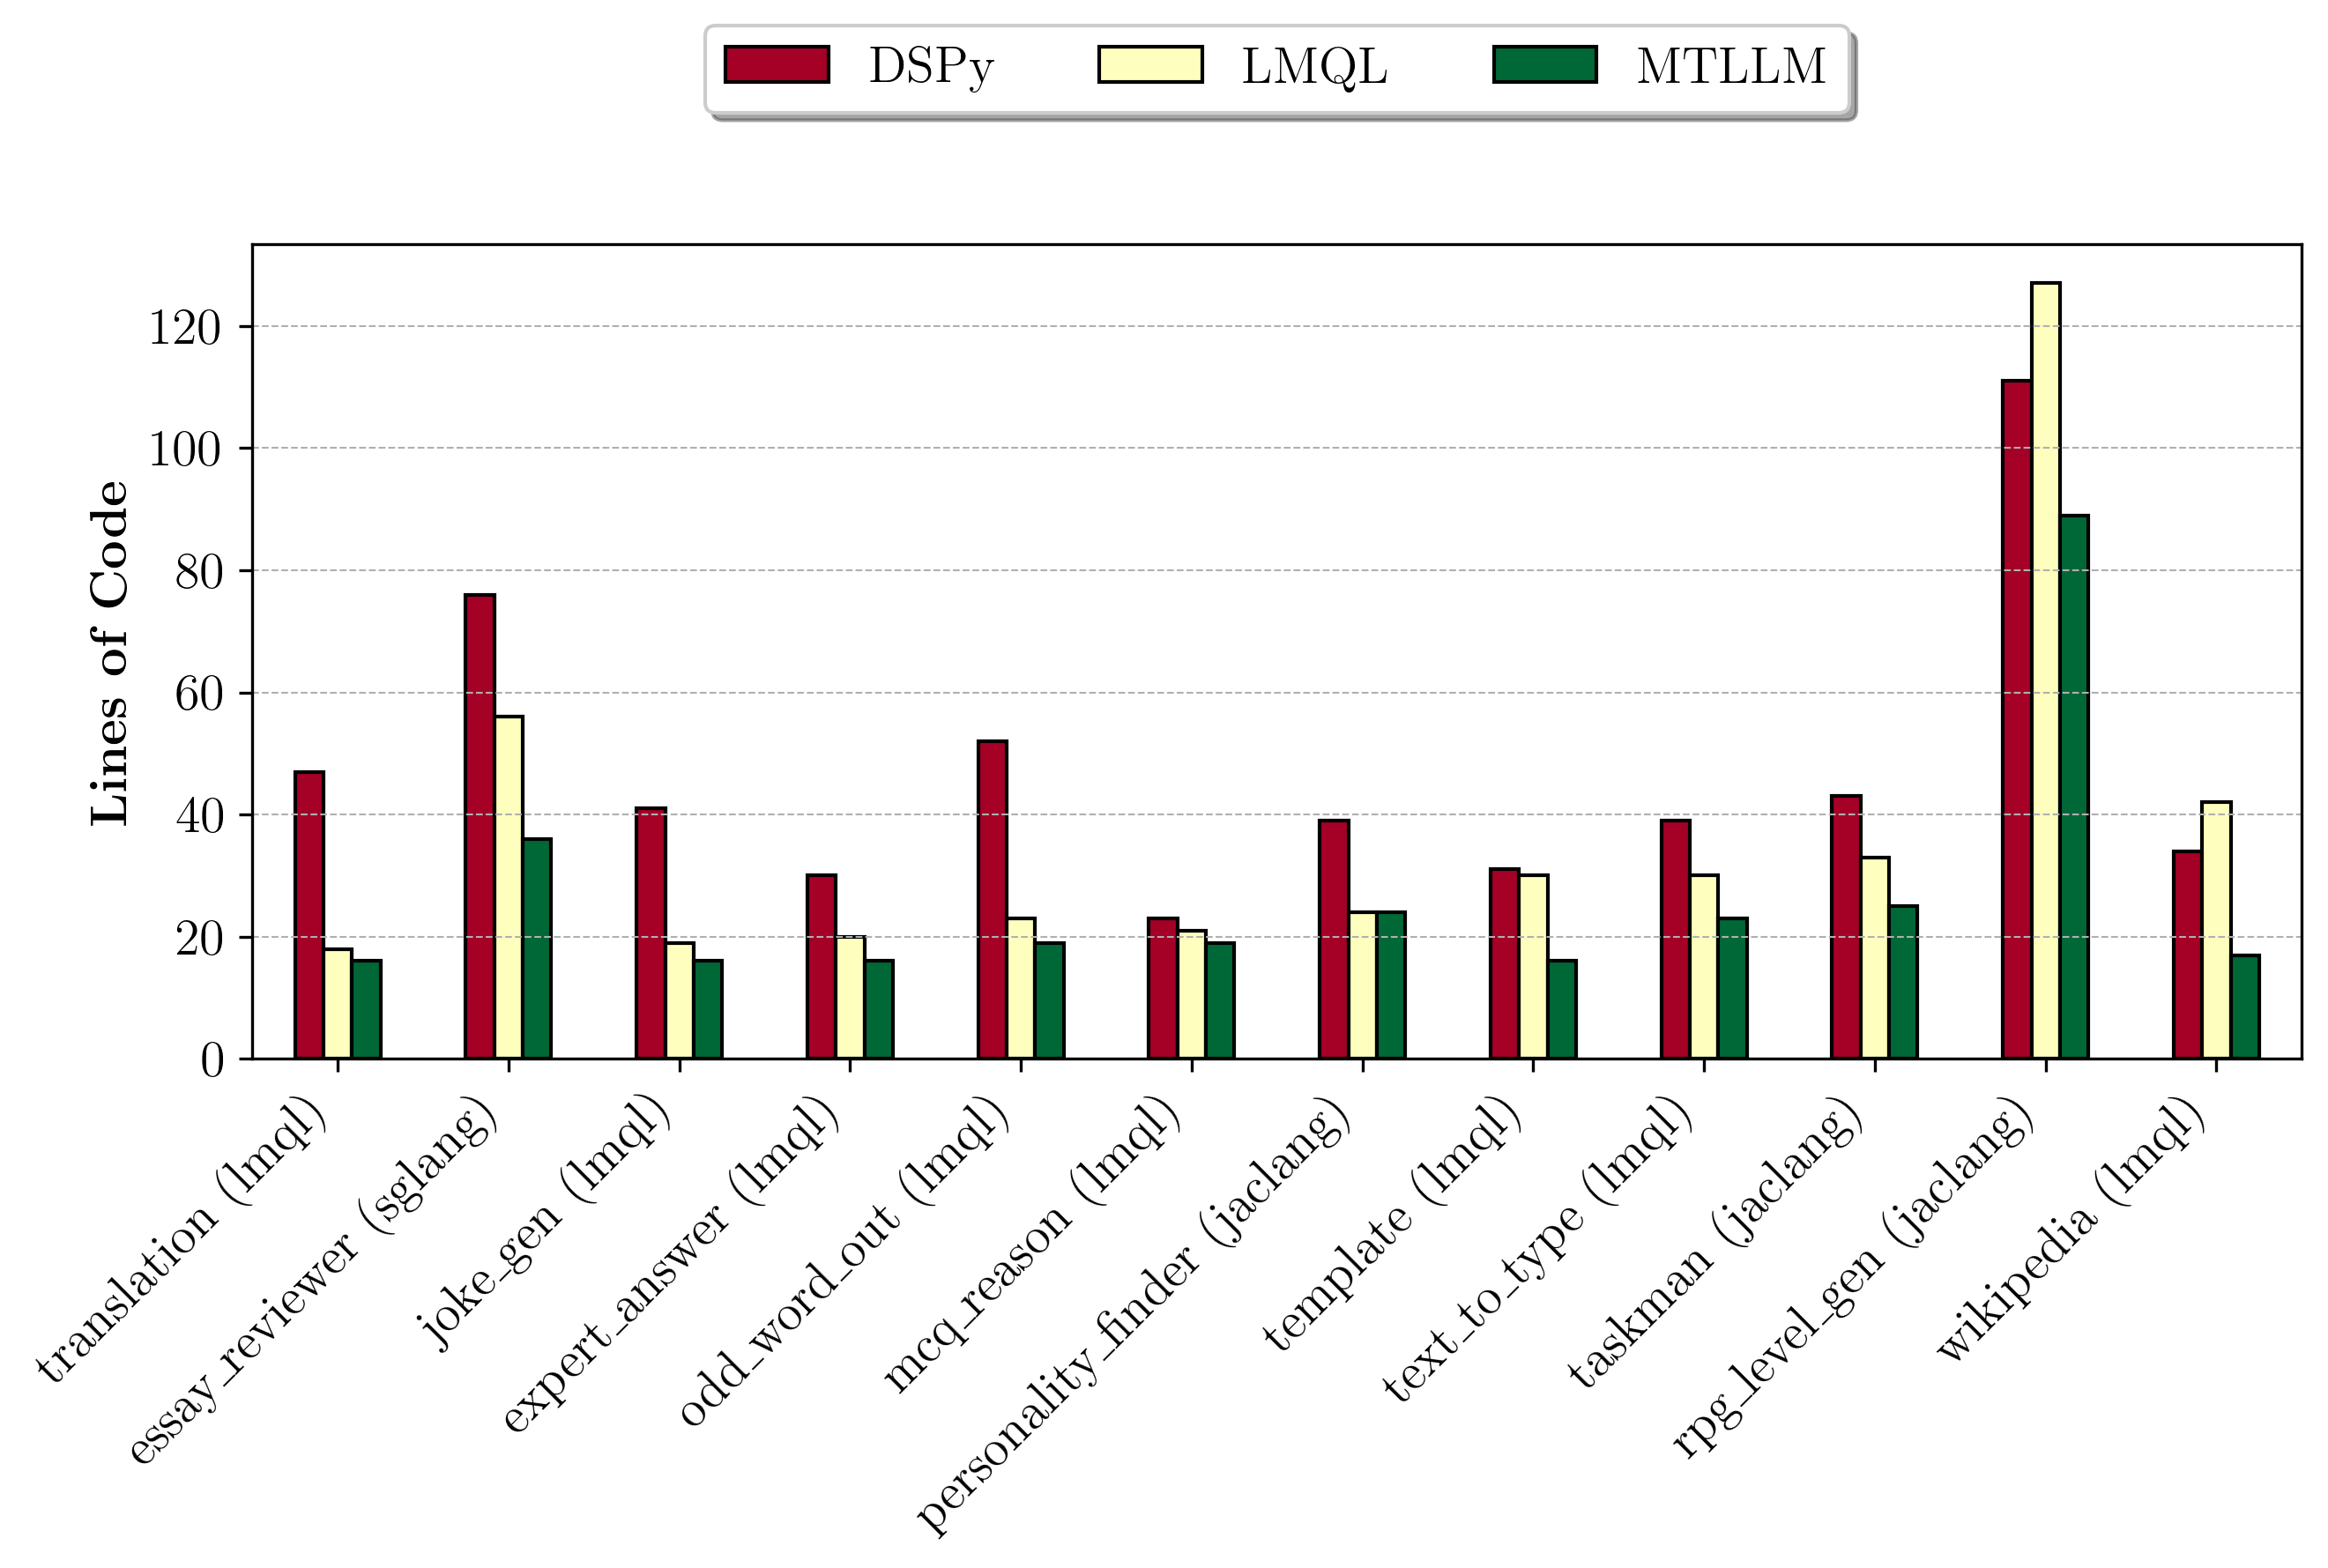 DSPy LMQL MTLLM
Lines of Code
120
100
80
60
40
20
0
translation (lmql)
essay_reviewer (sglang)
joke_gen (lmql)
expert_answer (lmql)
odd_word_out (lmql)
mcq_reason (lmql)
personality_finder (jaclang)
template (lmql)
text_to_type (lmql)
taskman (jaclang)
rpg_level_gen (jaclang)
wikipedia (lmql)